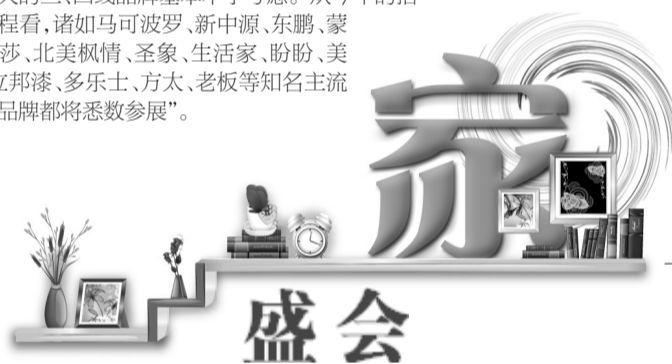 程看，诸如马可波罗、新中源、东鹏、蒙
莎、北美枫情、圣象、生活家、盼盼、美
立邦漆、多乐士、方太、老板等知名主流
品牌都将悉数参展”。
家
盛会